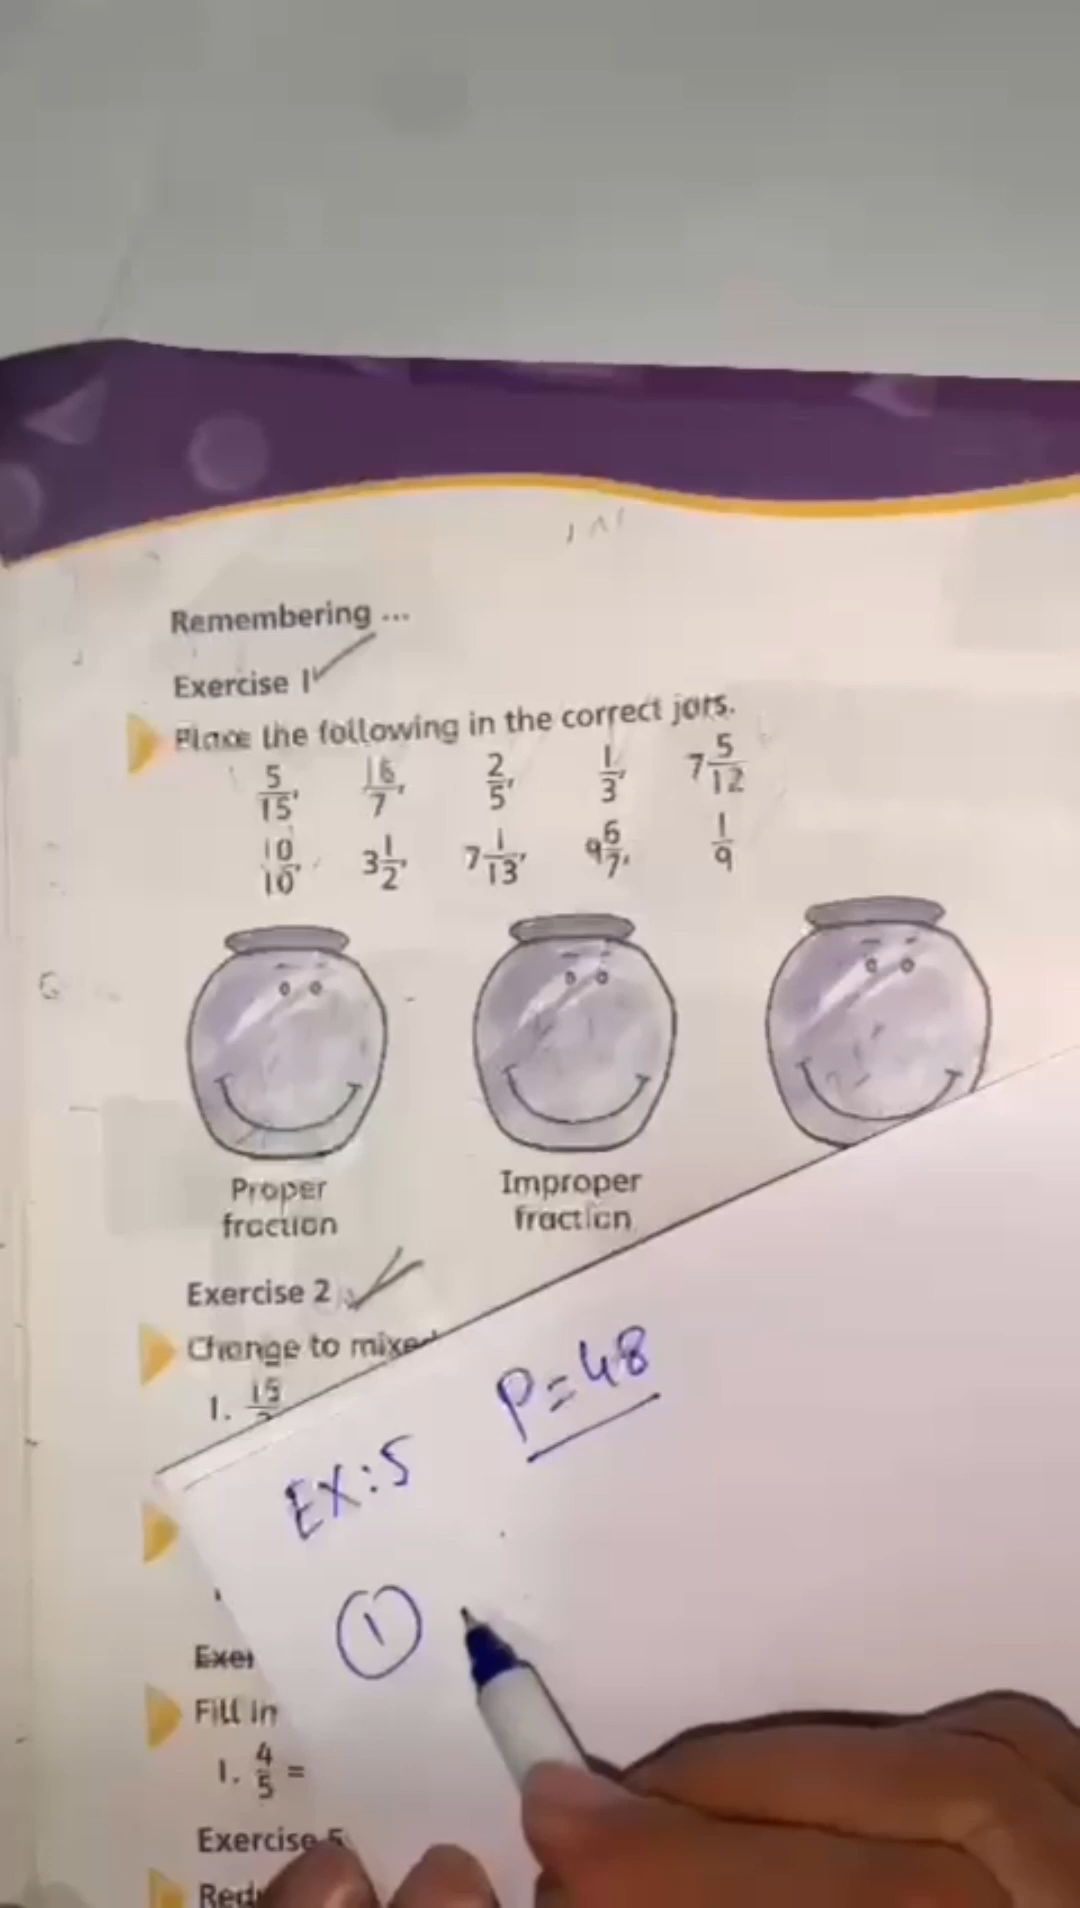 Remembering ...
Exercise 1
Place the following in the correct jars.
5/15, 16/7, 2/5, 1/3, 7 5/12
10/10, 3 1/2, 7 1/13, 9 6/7, 1/9
Proper fraction
Improper fraction
Exercise 2
Change to mixed
1. 15
EX:5 P=48
1
Fill in
1. 4/5 =
Exercise 5